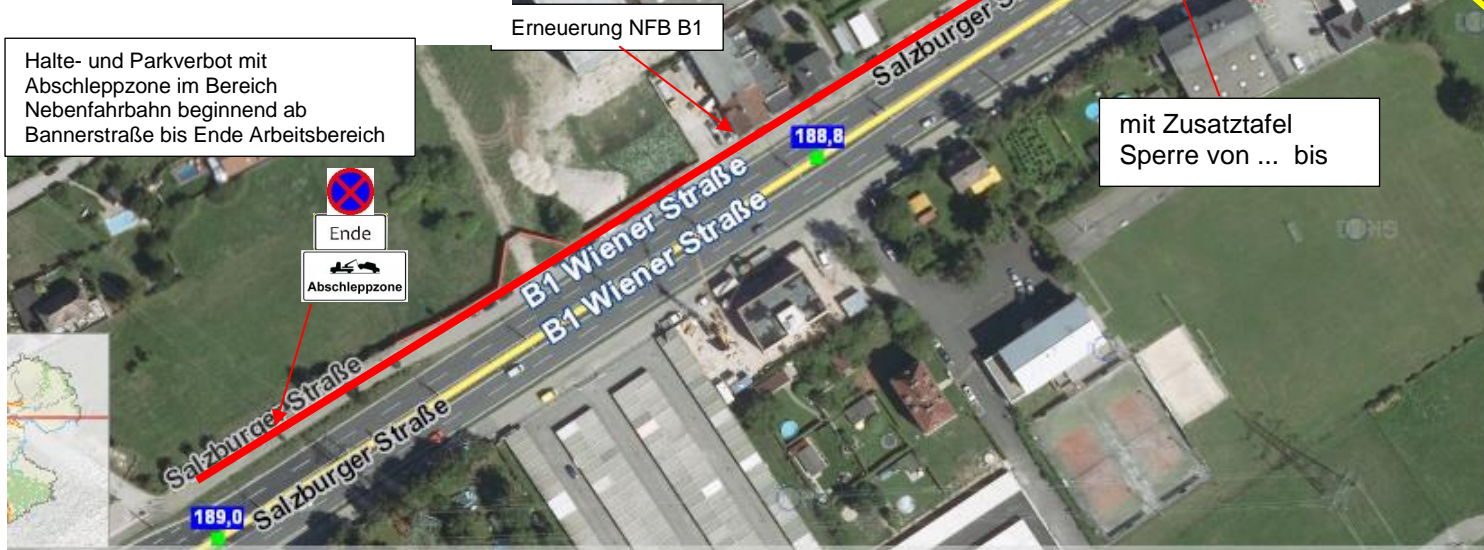 Erneuerung NFB B1
Halte- und Parkverbot mit
Abschleppzone im Bereich
Nebenfahrbahn beginnend ab
Bannerstraße bis Ende Arbeitsbereich
Ende
Abschleppzone
mit Zusatztafel
Sperre von ... bis
Salzburger S
188,8
B1 Wiener Straße
B1 Wiener Straße
Salzburger Straße
Salzburger Straße
189,0